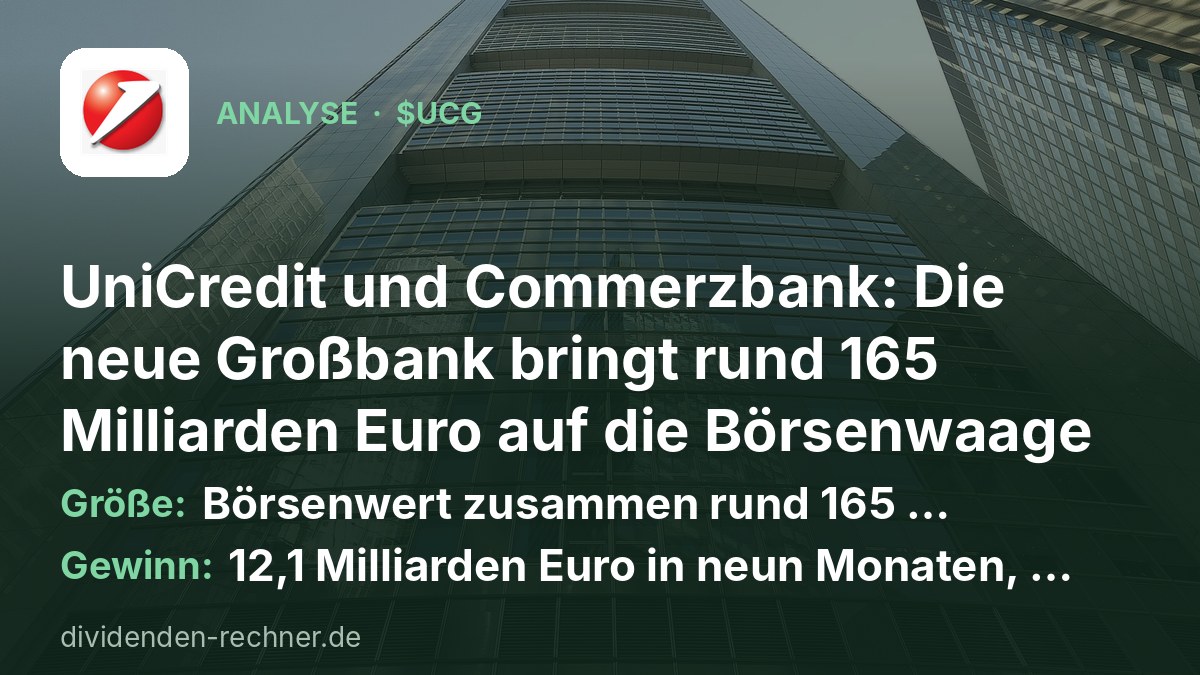 ANALYSE · $UCG
UniCredit und Commerzbank: Die
neue Großbank bringt rund 165
Milliarden Euro auf die Börsenwaage
Größe: Börsenwert zusammen rund 165 ...
Gewinn: 12,1 Milliarden Euro in neun Monaten, ...
dividenden-rechner.de